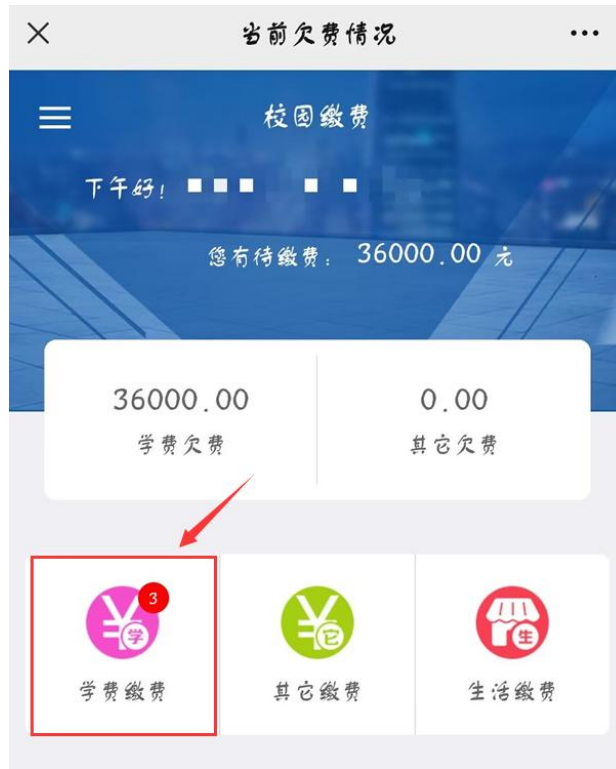 当前欠费情况
校园缴费
下午好！
您有待缴费：36000.00 元
36000.00 0.00
学费欠费 其它欠费
3
学 它 生
学费缴费 其它缴费 生活缴费